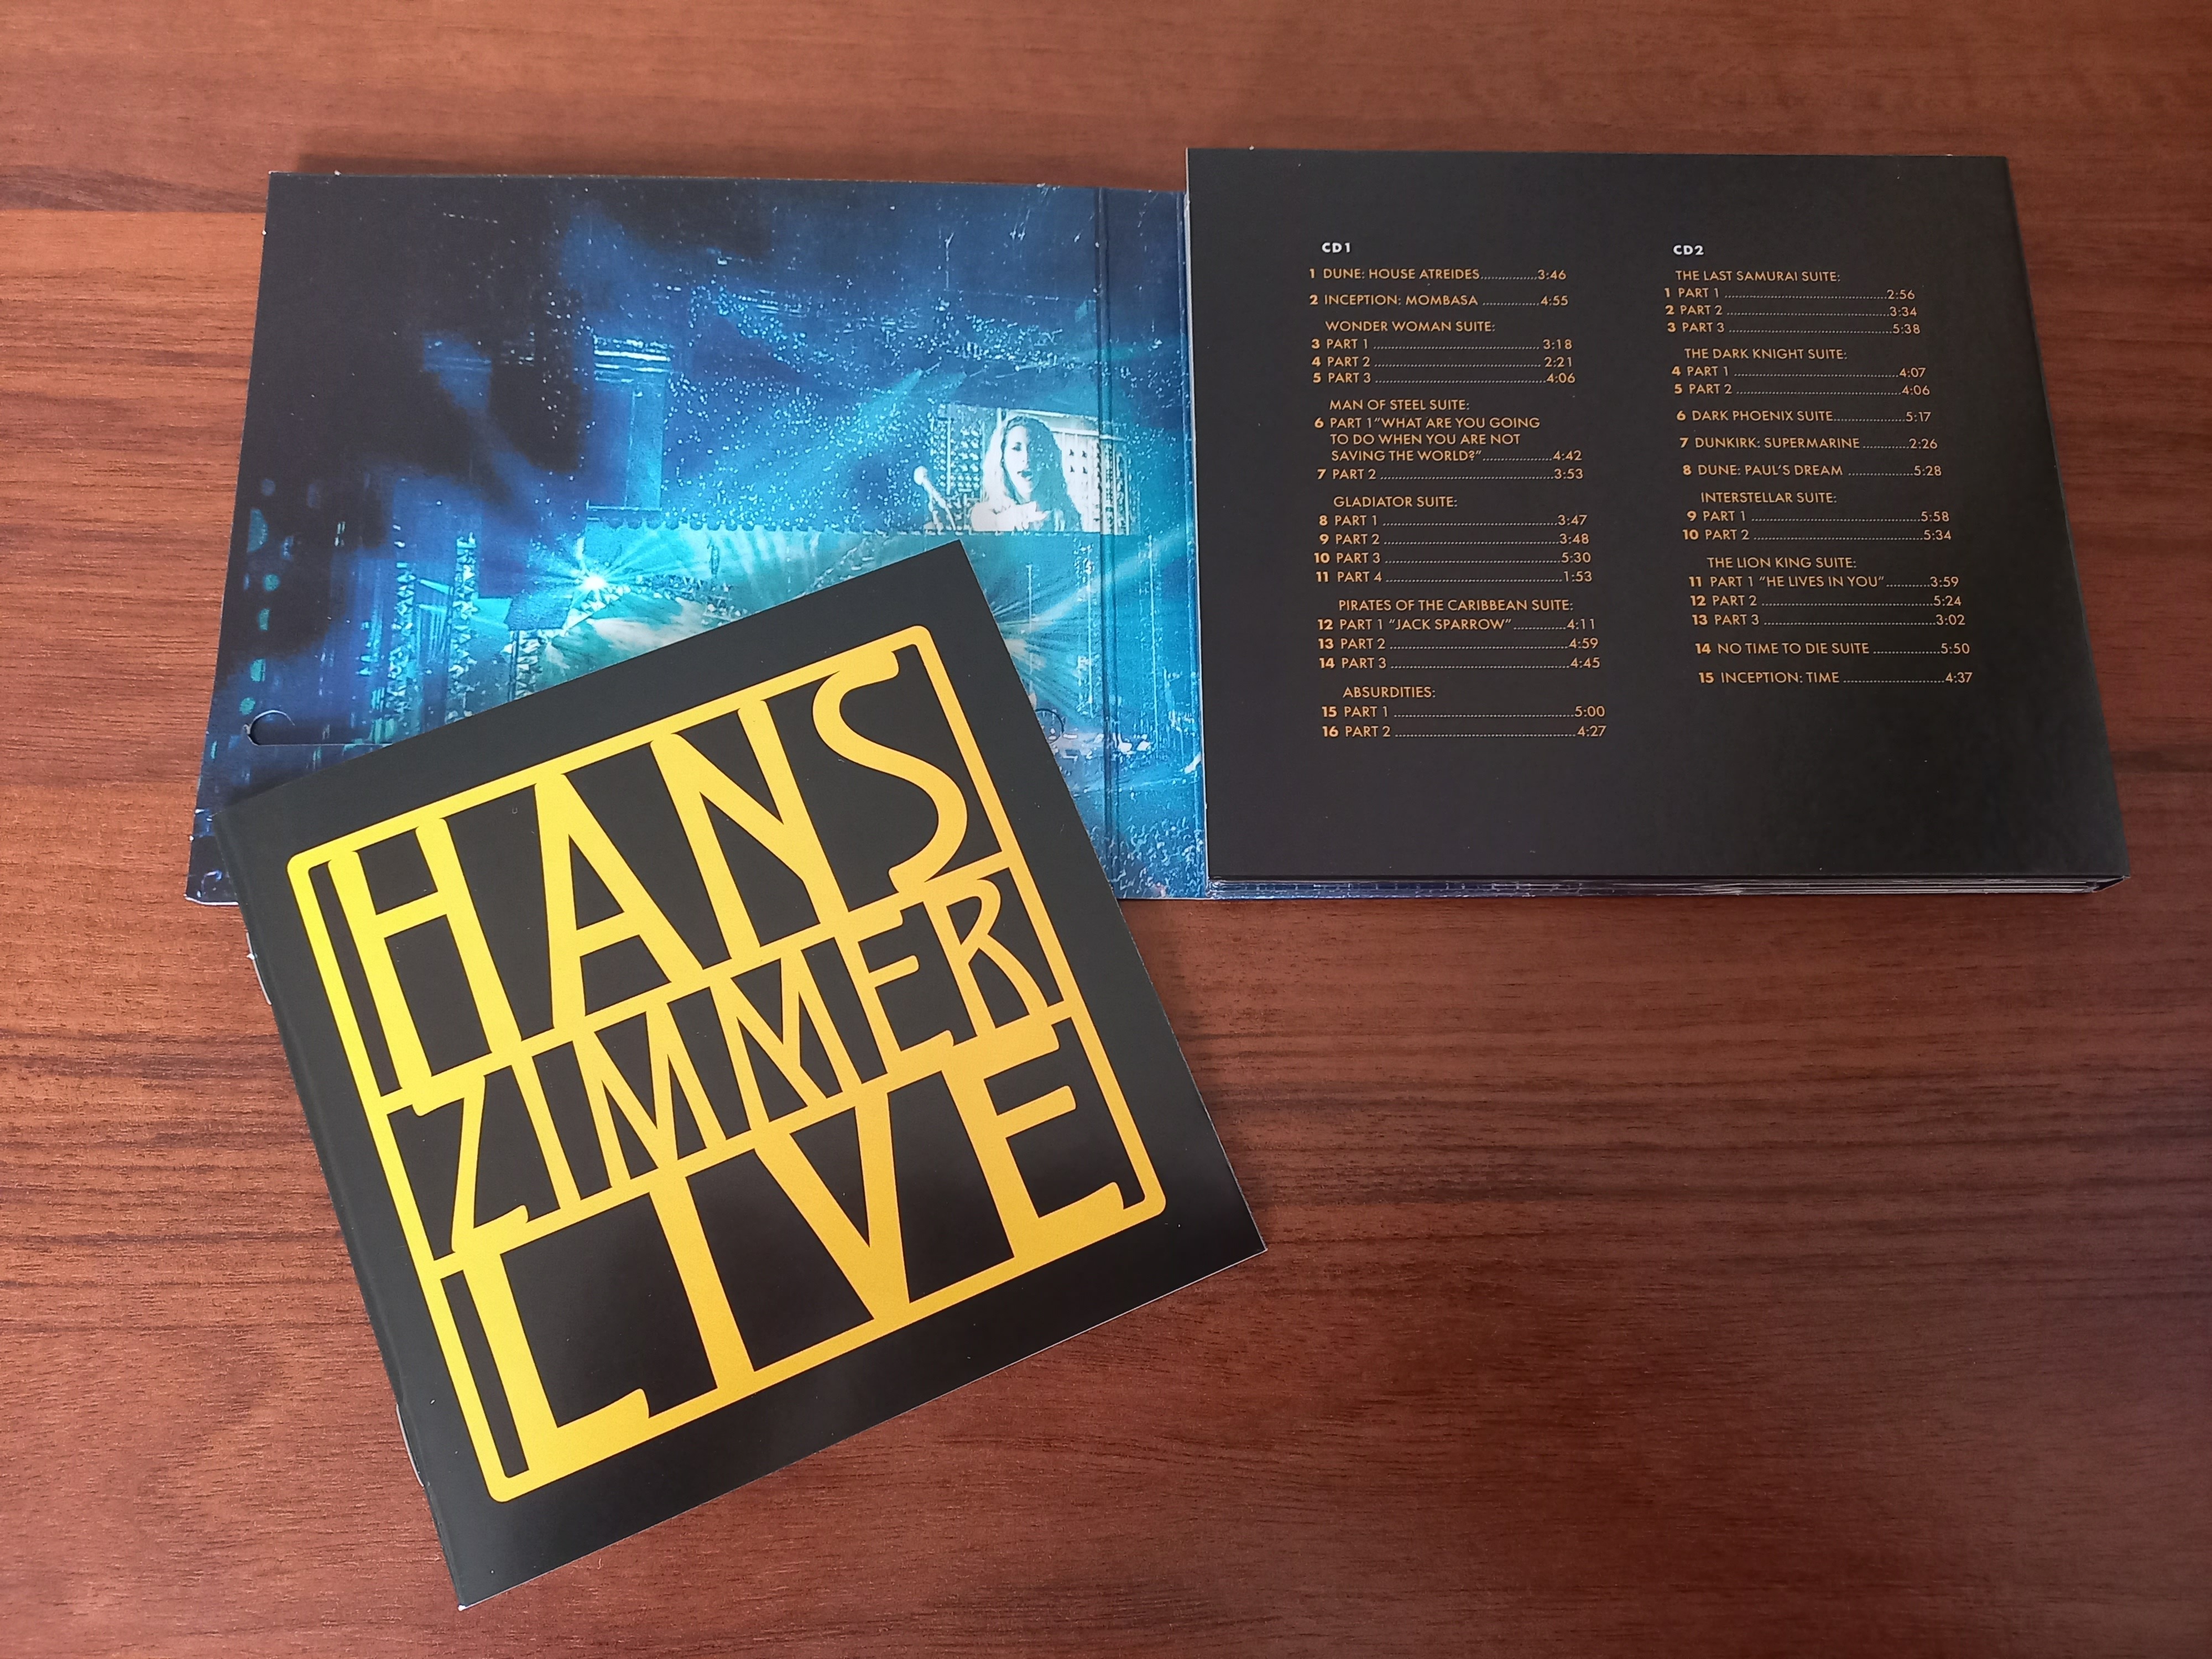 HANS
ZIMMER
LIVE
CD1
1 DUNE: HOUSE ATREIDES................3:46
2 INCEPTION: MOMBASA ................4:55
WONDER WOMAN SUITE:
3 PART 1 ................................................ 3:18
4 PART 2 ................................................ 2:21
5 PART 3 ................................................4:06
MAN OF STEEL SUITE:
6 PART 1"WHAT ARE YOU GOING
TO DO WHEN YOU ARE NOT
SAVING THE WORLD?"....................4:42
7 PART 2 ................................................3:53
GLADIATOR SUITE:
8 PART 1 ................................................3:47
9 PART 2 ................................................3:48
10 PART 3 ................................................5:30
11 PART 4 ................................................1:53
PIRATES OF THE CARIBBEAN SUITE:
12 PART 1 "JACK SPARROW"...............4:11
13 PART 2 ................................................4:59
14 PART 3 ................................................4:45
ABSURDITIES:
15 PART 1 ................................................5:00
16 PART 2 ................................................4:27
CD2
THE LAST SAMURAI SUITE:
1 PART 1 ................................................2:56
2 PART 2 ................................................3:34
3 PART 3 ................................................5:38
THE DARK KNIGHT SUITE:
4 PART 1 ................................................4:07
5 PART 2 ................................................4:06
6 DARK PHOENIX SUITE....................5:17
7 DUNKIRK: SUPERMARINE .............2:26
8 DUNE: PAUL'S DREAM ..................5:28
INTERSTELLAR SUITE:
9 PART 1 ................................................5:58
10 PART 2 ................................................5:34
THE LION KING SUITE:
11 PART 1 "HE LIVES IN YOU"............3:59
12 PART 2 ................................................5:24
13 PART 3 ................................................3:02
14 NO TIME TO DIE SUITE ...................5:50
15 INCEPTION: TIME ............................4:37